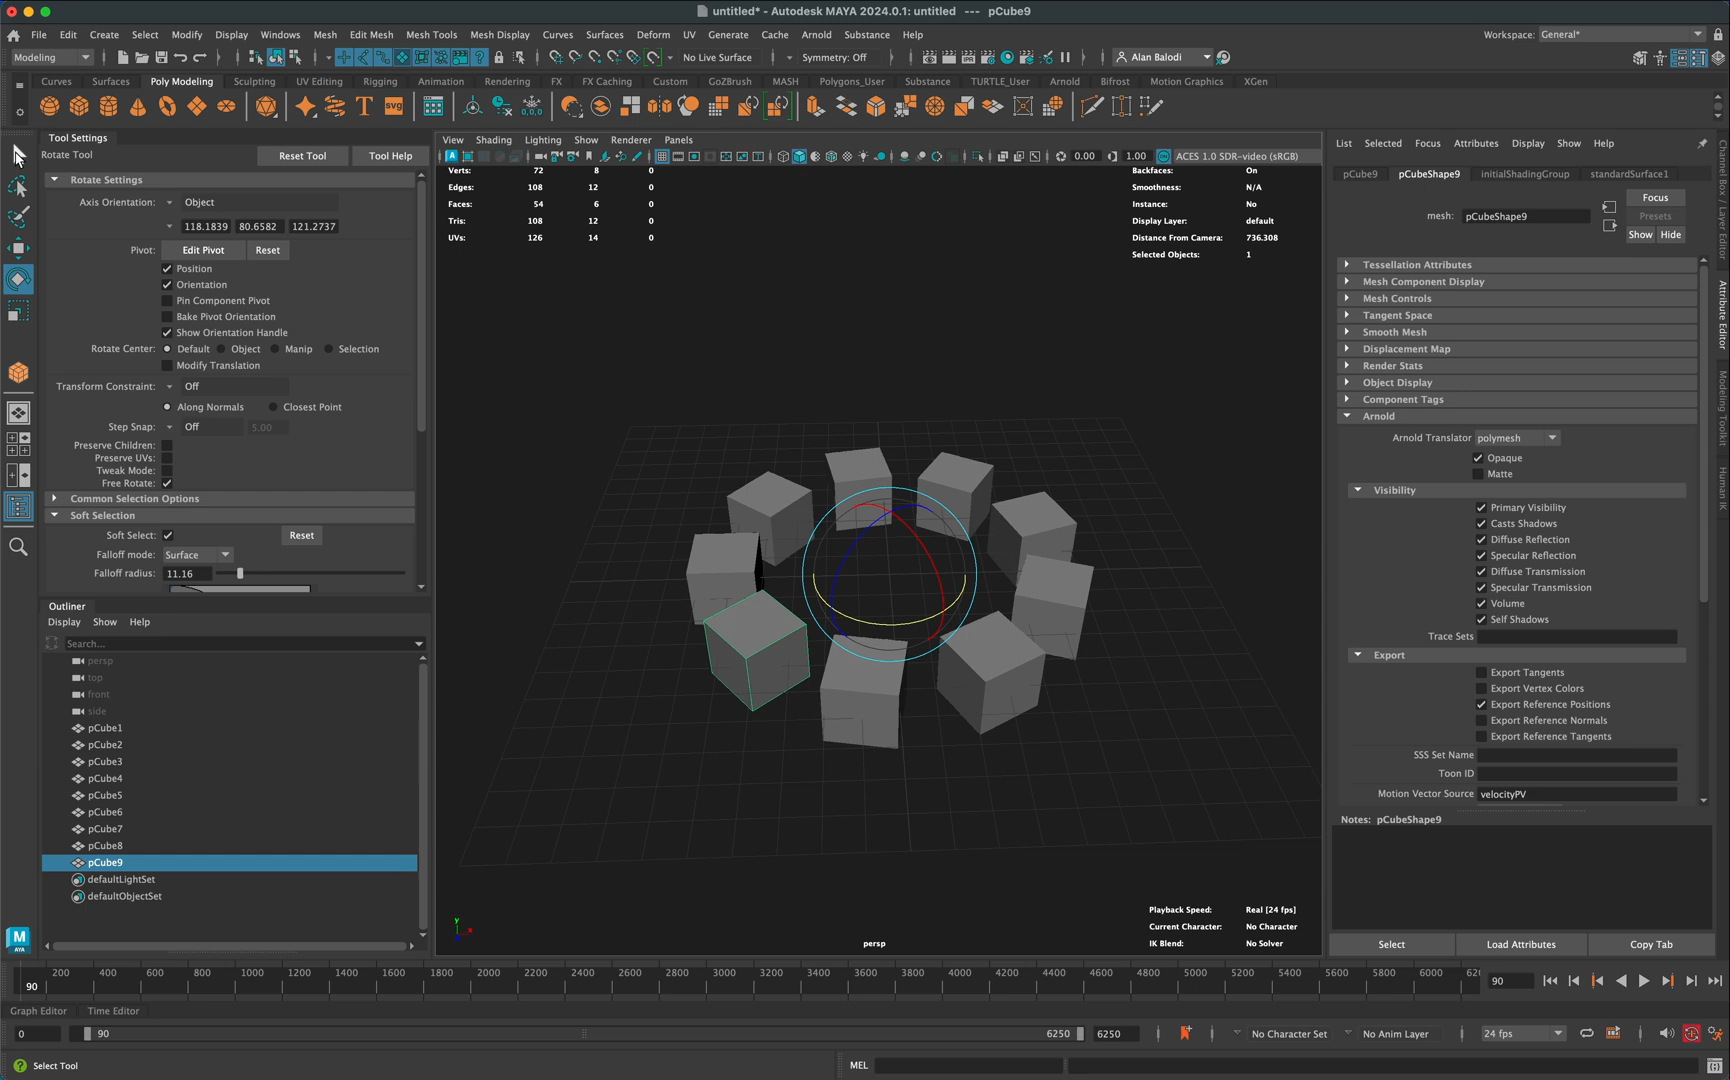 untitled* - Autodesk MAYA 2024.0.1: untitled --- pCube9
File Edit Create Select Modify Display Windows Mesh Edit Mesh Mesh Tools Mesh Display Curves Surfaces Deform UV Generate Cache Arnold Substance Help
Workspace: General*
Modeling
No Live Surface
Symmetry: Off
Alan Balodi
Curves Surfaces Poly Modeling Sculpting UV Editing Rigging Animation Rendering FX FX Caching Custom GoZBrush MASH Polygons_User Substance TURTLE_User Arnold Bifrost Motion Graphics XGen
Tool Settings
Rotate Tool
Reset Tool
Tool Help
Rotate Settings
Axis Orientation: Object
118.1839 80.6582 121.2737
Pivot: Edit Pivot Reset
Position
Orientation
Pin Component Pivot
Bake Pivot Orientation
Show Orientation Handle
Rotate Center: Default Object Manip Selection
Modify Translation
Transform Constraint: Off
Along Normals Closest Point
Step Snap: Off 5.00
Preserve Children:
Preserve UVs:
Tweak Mode:
Free Rotate:
Common Selection Options
Soft Selection
Soft Select: Reset
Falloff mode: Surface
Falloff radius: 11.16
Outliner
Display Show Help
Search...
persp
top
front
side
pCube1
pCube2
pCube3
pCube4
pCube5
pCube6
pCube7
pCube8
pCube9
defaultLightSet
defaultObjectSet
View Shading Lighting Show Renderer Panels
0.00 1.00 ACES 1.0 SDR-video (sRGB)
Verts: 72 8 0
Edges: 108 12 0
Faces: 54 6 0
Tris: 108 12 0
UVs: 126 14 0
Backfaces: On
Smoothness: N/A
Instance: No
Display Layer: default
Distance From Camera: 736.308
Selected Objects: 1
Playback Speed: Real [24 fps]
Current Character: No Character
IK Blend: No Solver
persp
y
List Selected Focus Attributes Display Show Help
pCube9 pCubeShape9 initialShadingGroup standardSurface1
mesh: pCubeShape9
Focus
Presets
Show Hide
Tessellation Attributes
Mesh Component Display
Mesh Controls
Tangent Space
Smooth Mesh
Displacement Map
Render Stats
Object Display
Component Tags
Arnold
Arnold Translator polymesh
Opaque
Matte
Visibility
Primary Visibility
Casts Shadows
Diffuse Reflection
Specular Reflection
Diffuse Transmission
Specular Transmission
Volume
Self Shadows
Trace Sets
Export
Export Tangents
Export Vertex Colors
Export Reference Positions
Export Reference Normals
Export Reference Tangents
SSS Set Name
Toon ID
Motion Vector Source velocityPV
Notes: pCubeShape9
Select Load Attributes Copy Tab
Channel Box / Layer Editor
Attribute Editor
Modeling Toolkit
Human IK
200 400 600 800 1000 1200 1400 1600 1800 2000 2200 2400 2600 2800 3000 3200 3400 3600 3800 4000 4200 4400 4600 4800 5000 5200 5400 5600 5800 6000
90
90
Graph Editor Time Editor
0 90 6250 6250
No Character Set
No Anim Layer
24 fps
M
AYA
Select Tool
MEL